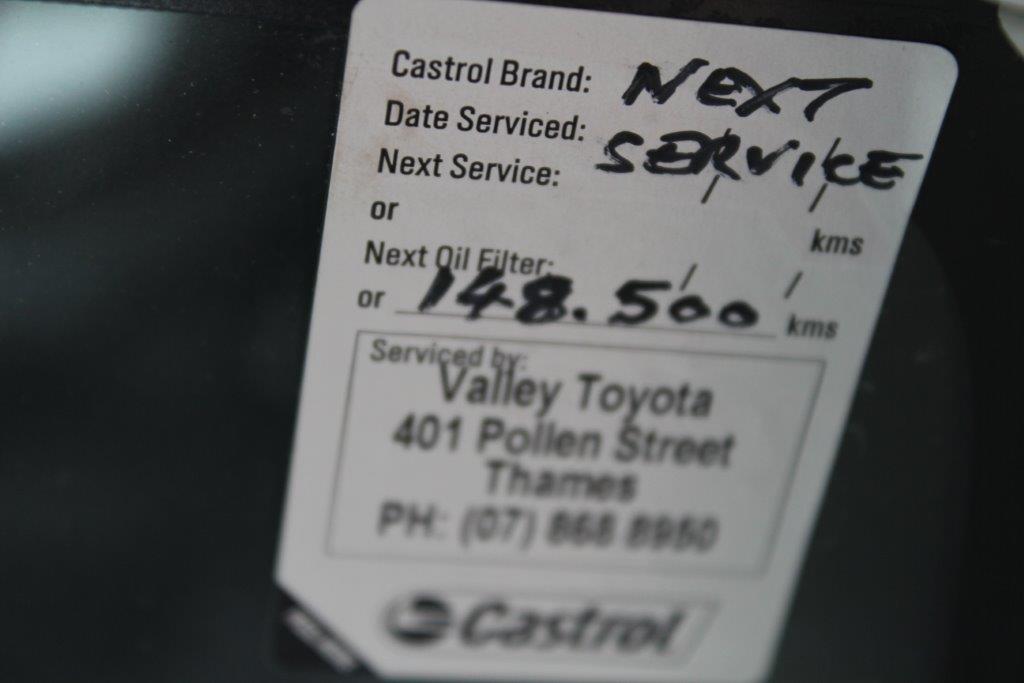 Castrol Brand: NEXT
Date Serviced: SERVICE
Next Service: / /
or kms
Next Oil Filter: / /
or 148.500 kms
Serviced by:
Valley Toyota
401 Pollen Street
Thames
PH: (07) 868 8950
Castrol